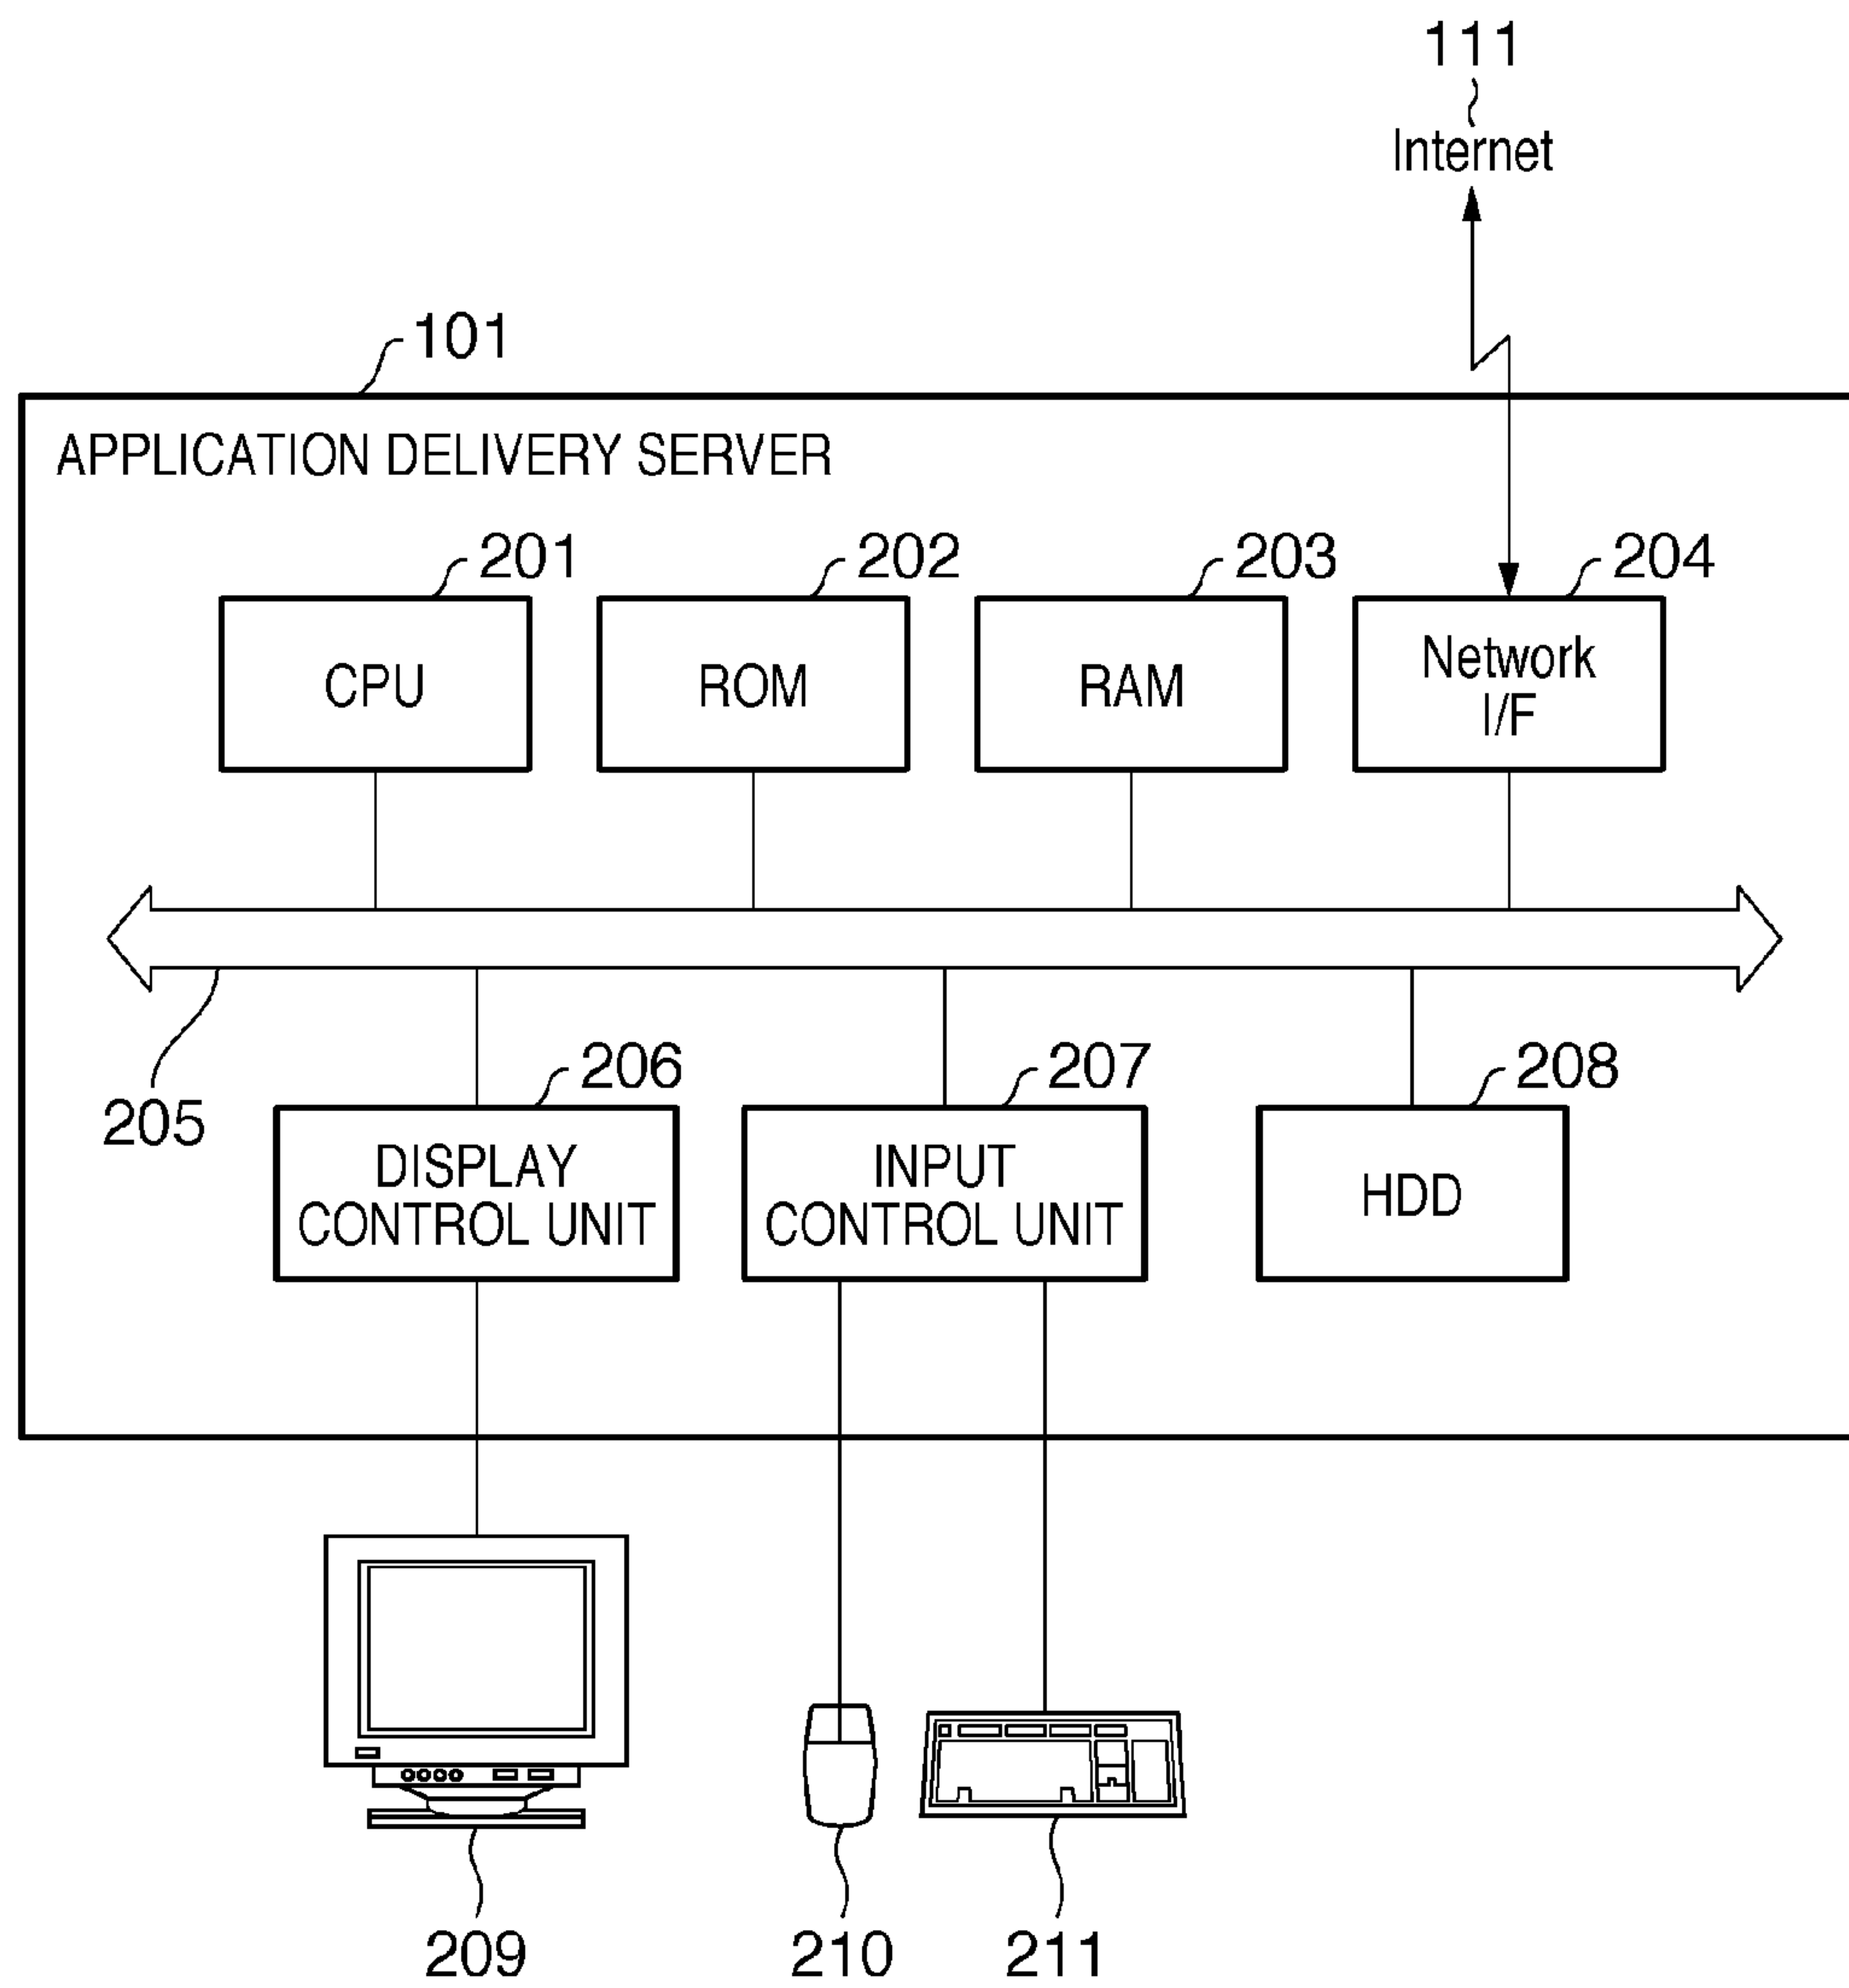 111
Internet
101
APPLICATION DELIVERY SERVER
201
202
203
204
CPU
ROM
RAM
Network
I/F
205
206
207
208
DISPLAY
CONTROL UNIT
INPUT
CONTROL UNIT
HDD
209
210
211